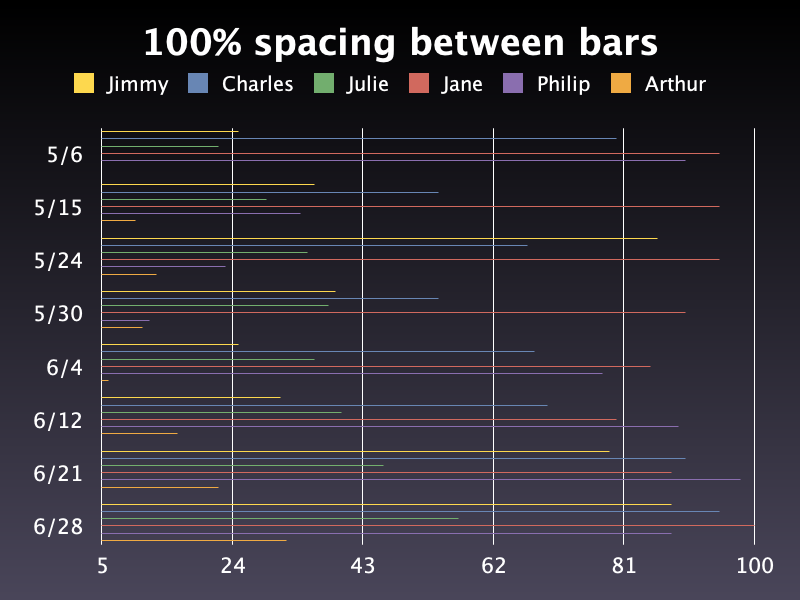 100% spacing between bars
Jimmy Charles Julie Jane Philip Arthur
5/6
5/15
5/24
5/30
6/4
6/12
6/21
6/28
5 24 43 62 81 100